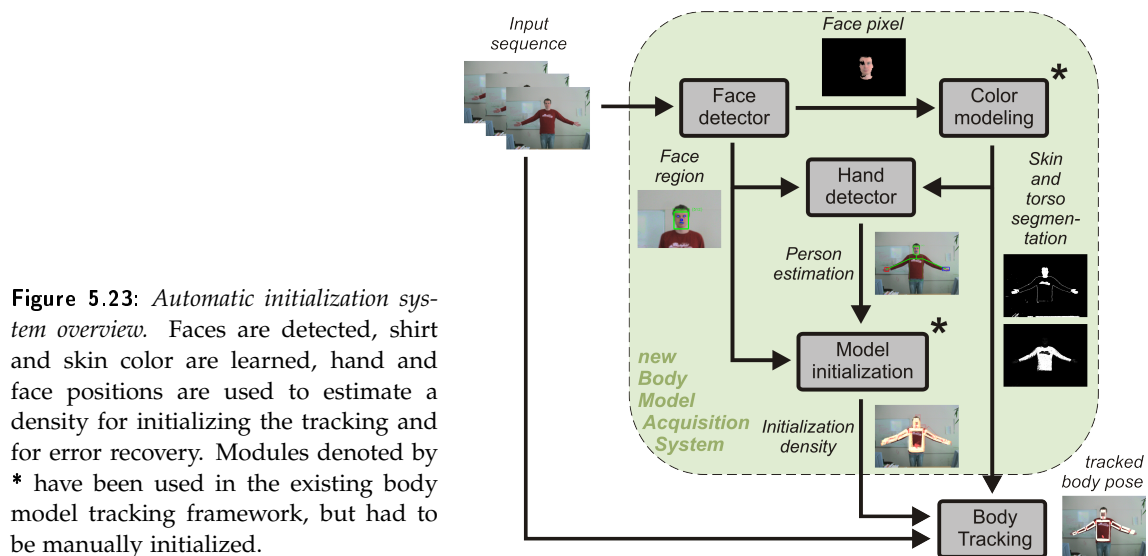 Input
sequence
Face pixel
Face
detector
Color
modeling
*
Face
region
Hand
detector
Skin
and
torso
segmen-
tation
Person
estimation
Model
initialization
*
new
Body
Model
Acquisition
System
Initialization
density
tracked
body pose
Body
Tracking
Figure 5.23: Automatic initialization sys-
tem overview. Faces are detected, shirt
and skin color are learned, hand and
face positions are used to estimate a
density for initializing the tracking and
for error recovery. Modules denoted by
* have been used in the existing body
model tracking framework, but had to
be manually initialized.